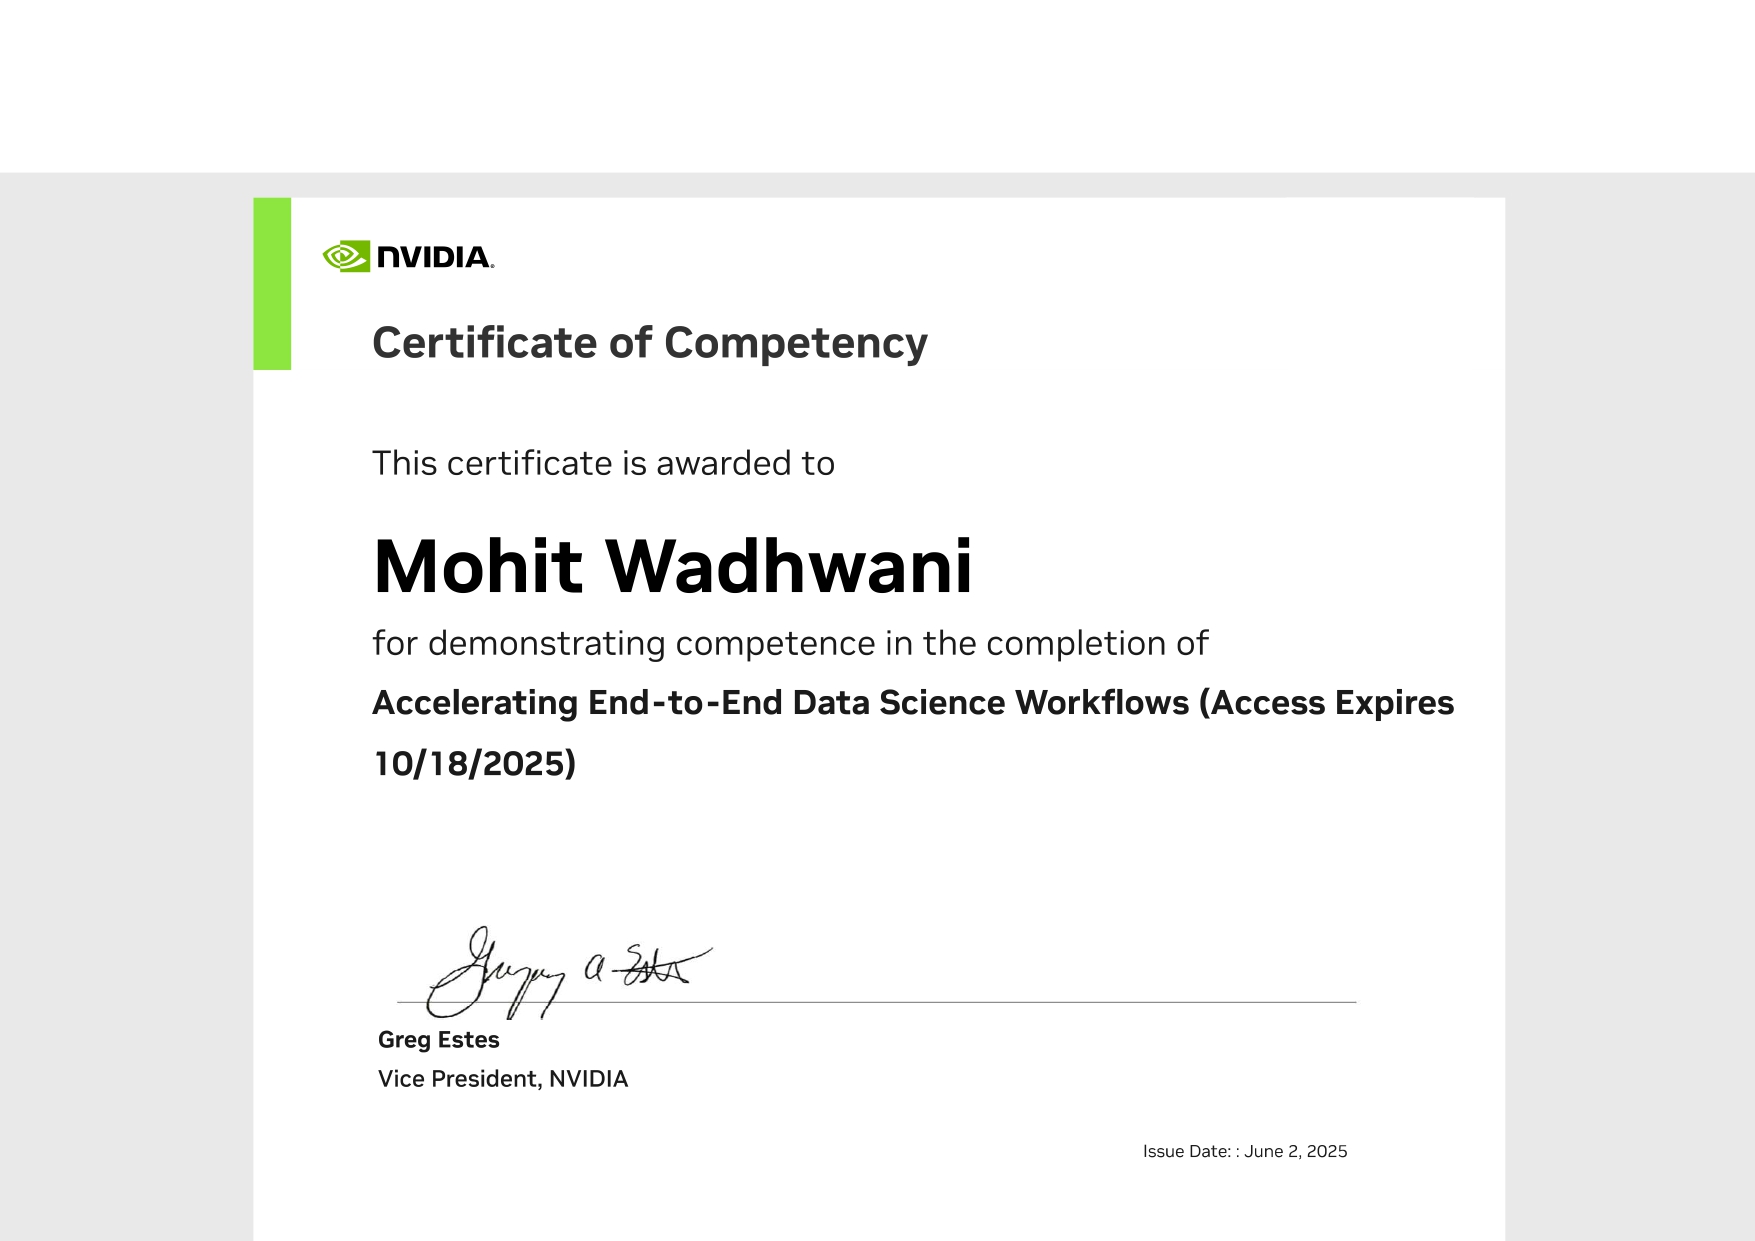 NVIDIA.
Certificate of Competency
This certificate is awarded to
Mohit Wadhwani
for demonstrating competence in the completion of
Accelerating End-to-End Data Science Workflows (Access Expires
10/18/2025)
Gregory A Estes
Greg Estes
Vice President, NVIDIA
Issue Date: : June 2, 2025